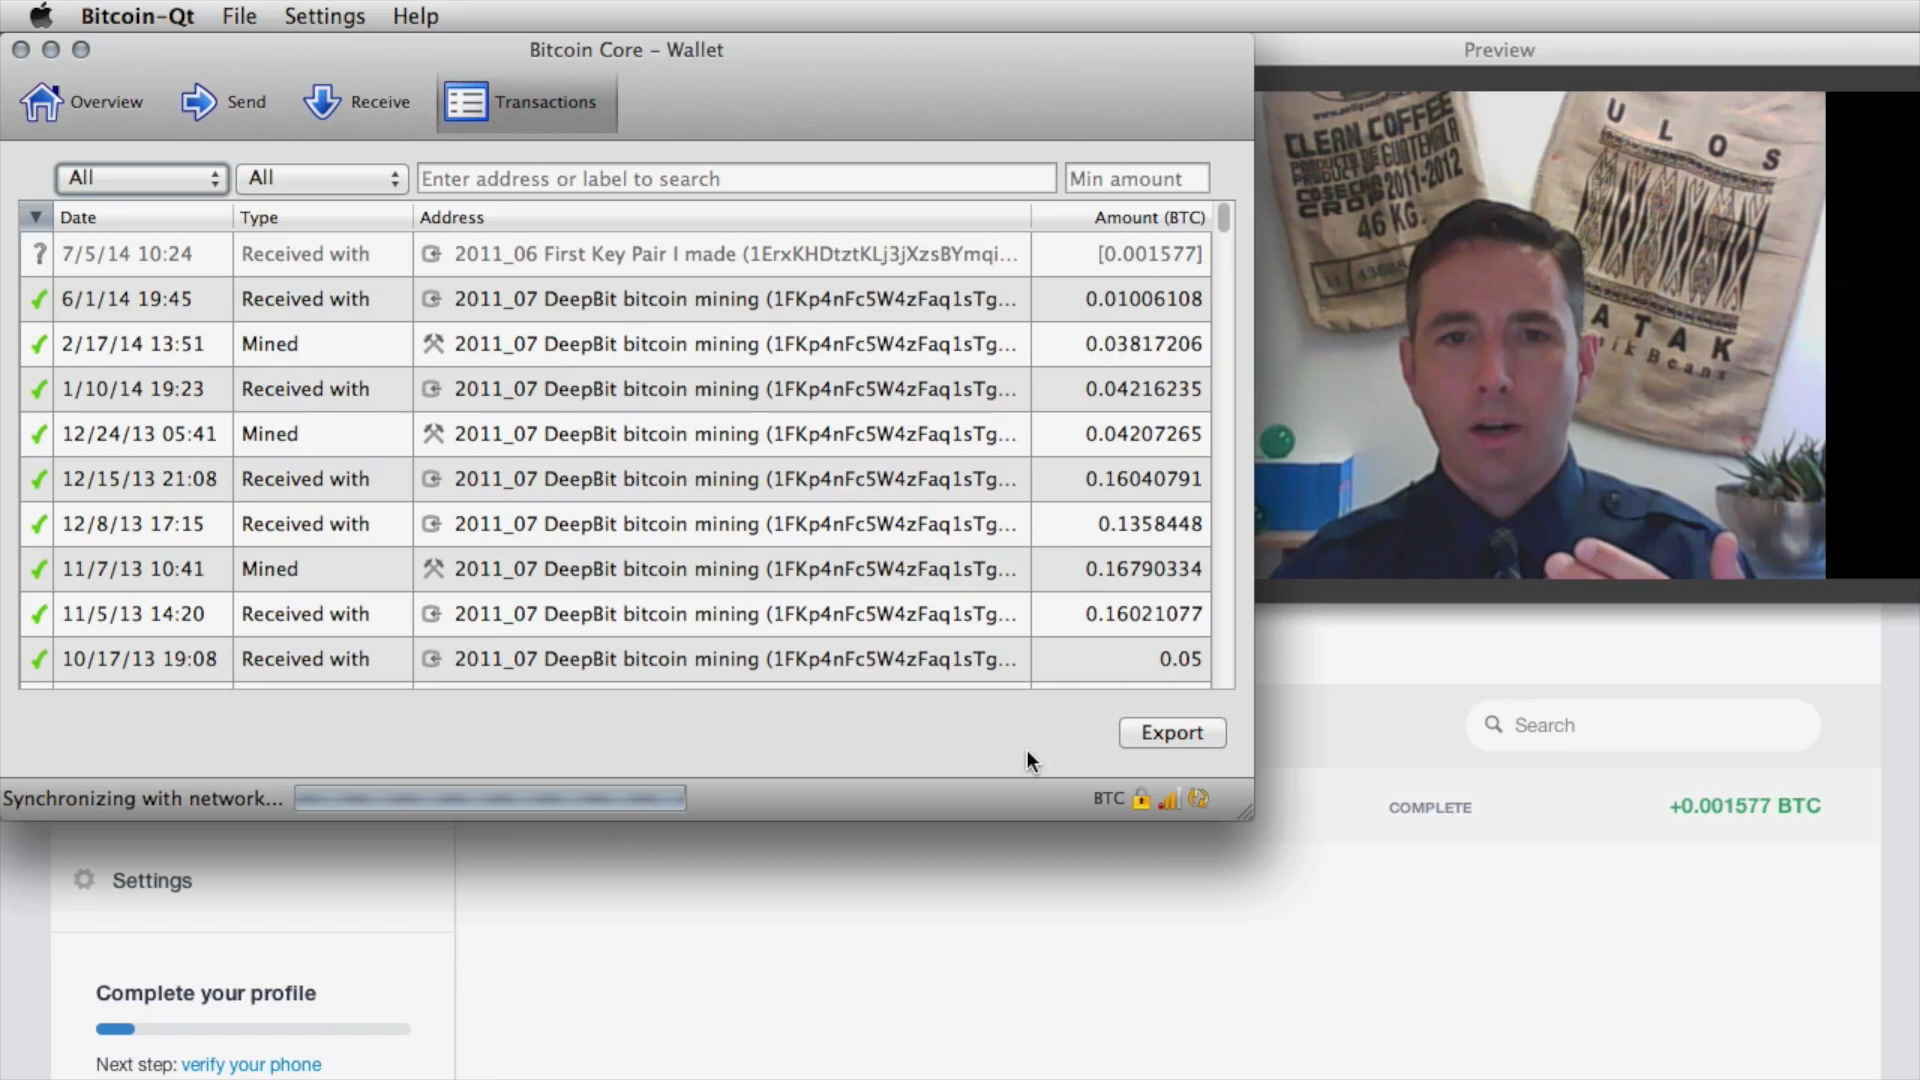 Bitcoin-Qt File Settings Help
Bitcoin Core – Wallet
Preview
Overview Send Receive Transactions
All All Enter address or label to search Min amount
Date Type Address Amount (BTC)
? 7/5/14 10:24 Received with 2011_06 First Key Pair I made (1ErxKHDtztKLj3jXzsBYmqi... [0.001577]
6/1/14 19:45 Received with 2011_07 DeepBit bitcoin mining (1FKp4nFc5W4zFaq1sTg... 0.01006108
2/17/14 13:51 Mined 2011_07 DeepBit bitcoin mining (1FKp4nFc5W4zFaq1sTg... 0.03817206
1/10/14 19:23 Received with 2011_07 DeepBit bitcoin mining (1FKp4nFc5W4zFaq1sTg... 0.04216235
12/24/13 05:41 Mined 2011_07 DeepBit bitcoin mining (1FKp4nFc5W4zFaq1sTg... 0.04207265
12/15/13 21:08 Received with 2011_07 DeepBit bitcoin mining (1FKp4nFc5W4zFaq1sTg... 0.16040791
12/8/13 17:15 Received with 2011_07 DeepBit bitcoin mining (1FKp4nFc5W4zFaq1sTg... 0.1358448
11/7/13 10:41 Mined 2011_07 DeepBit bitcoin mining (1FKp4nFc5W4zFaq1sTg... 0.16790334
11/5/13 14:20 Received with 2011_07 DeepBit bitcoin mining (1FKp4nFc5W4zFaq1sTg... 0.16021077
10/17/13 19:08 Received with 2011_07 DeepBit bitcoin mining (1FKp4nFc5W4zFaq1sTg... 0.05
Export
Synchronizing with network... BTC
CLEAN COFFEE
PRODUCTO DE GUATEMALA
COSECHA 2011-2012
CROP
46 KG.
ULOS
BATAK
Beans
Search
COMPLETE +0.001577 BTC
Settings
Complete your profile
Next step: verify your phone